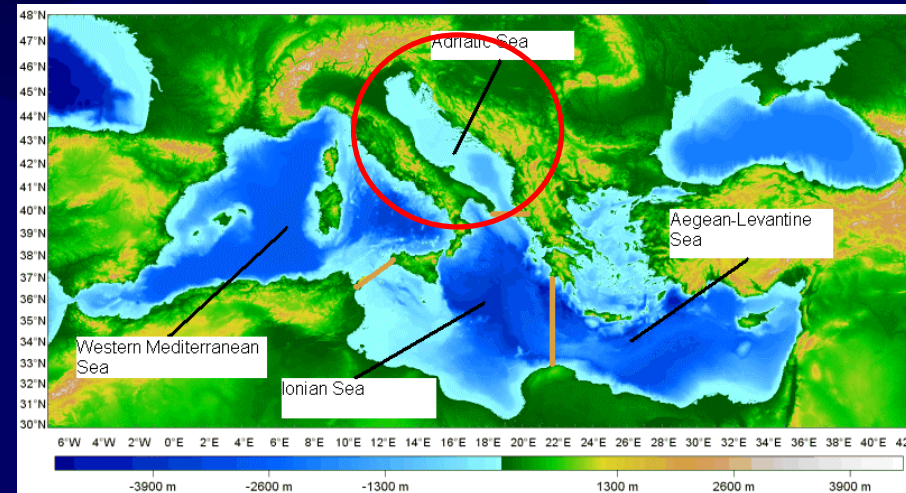 48°N
47°N
46°N
45°N
44°N
43°N
42°N
41°N
40°N
39°N
38°N
37°N
36°N
35°N
34°N
33°N
32°N
31°N
30°N
Adriatic Sea
Aegean-Levantine
Sea
Western Mediterranean
Sea
Ionian Sea
6°W 4°W 2°W 0°E 2°E 4°E 6°E 8°E 10°E 12°E 14°E 16°E 18°E 20°E 22°E 24°E 26°E 28°E 30°E 32°E 34°E 36°E 38°E 40°E 42
-3900 m -2600 m -1300 m 1300 m 2600 m 3900 m